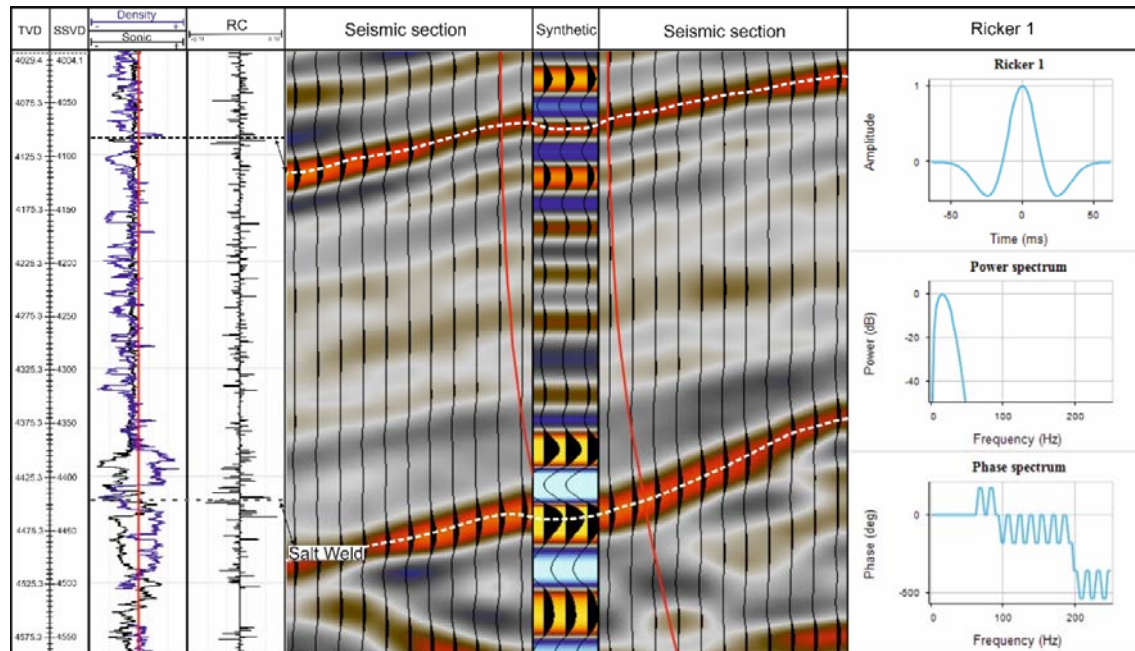 TVD
SSVD
Density
- +
Sonic
- +
RC
Seismic section
Synthetic
Seismic section
Ricker 1
4029.4
4004.1
4075.3
4050
4125.3
4100
4175.3
4150
4225.3
4200
4275.3
4250
4325.3
4300
4375.3
4350
4425.3
4400
4475.3
4450
4525.3
4500
4575.3
4550
Salt Weld
Ricker 1
Amplitude
1
0
-50 0 50
Time (ms)
Power spectrum
Power (dB)
0
-20
-40
0 100 200
Frequency (Hz)
Phase spectrum
Phase (deg)
0
-500
0 100 200
Frequency (Hz)